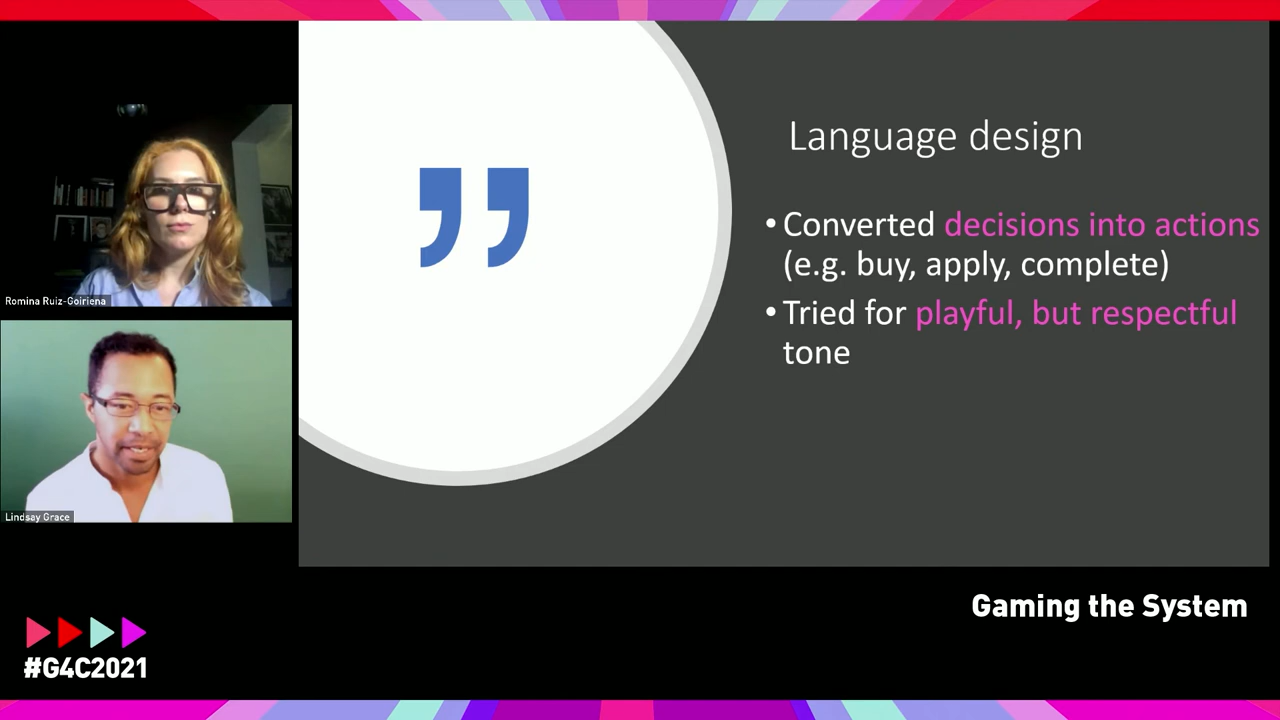 Romina Ruiz-Goiriena
Lindsay Grace
Language design
• Converted decisions into actions
(e.g. buy, apply, complete)
• Tried for playful, but respectful
tone
Gaming the System
#G4C2021